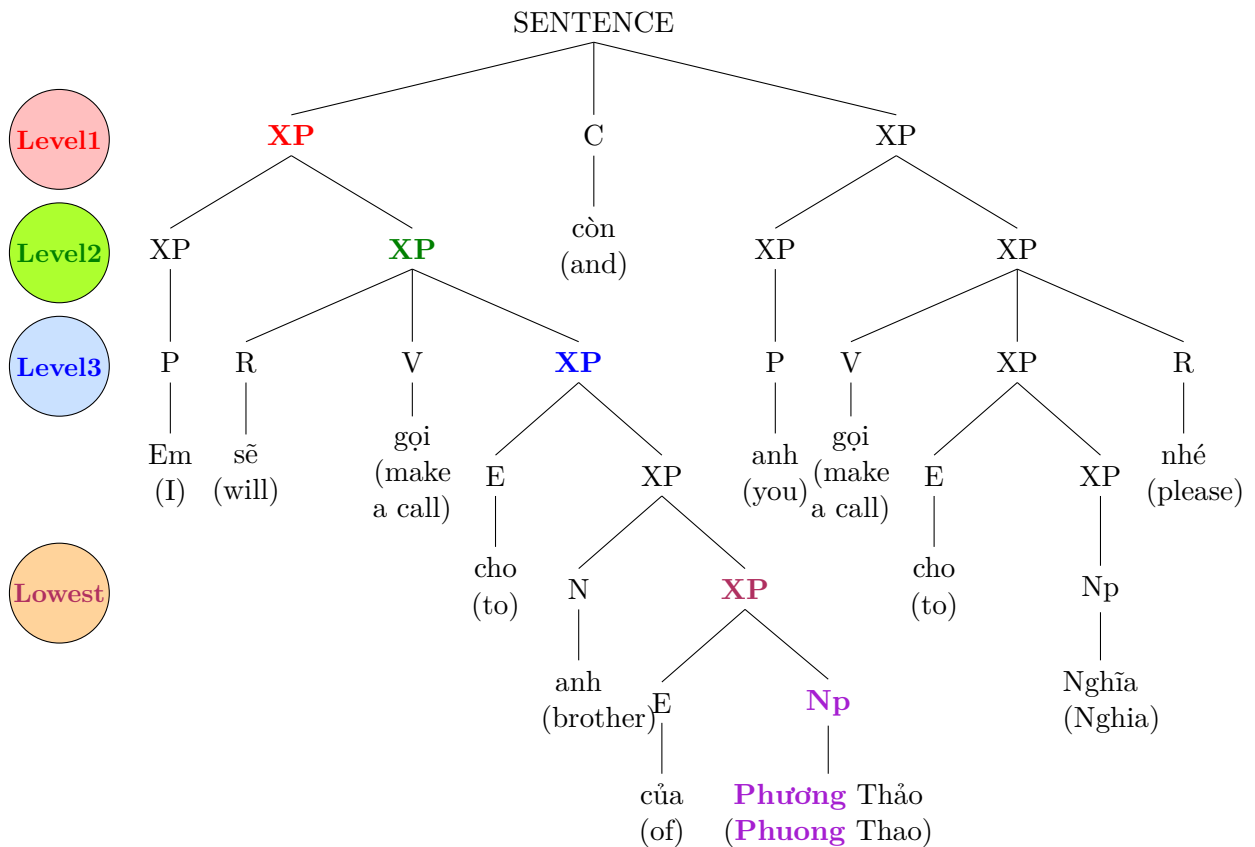 SENTENCE
Level1 XP C XP
Level2 XP XP còn XP XP
(and)
Level3 P R V XP P V XP R
Em sẽ gọi E XP anh gọi E XP nhé
(I) (will) (make (you) (make (please)
a call) a call)
Lowest cho N XP cho Np
(to) (to)
anh E Np Nghĩa
(brother) (Nghia)
của Phương Thảo
(of) (Phuong Thao)